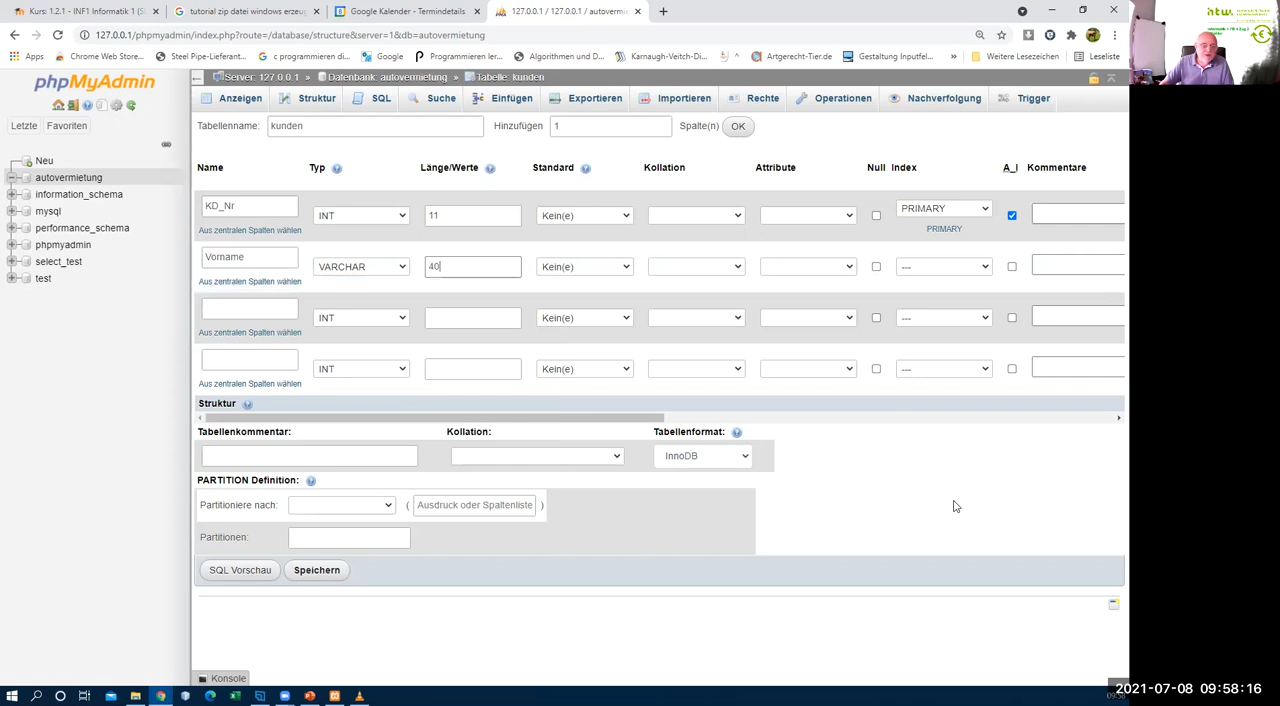 Kurs: 1.2.1 - INF Informatik 1 (S
tutorial zip datei windows erzeug
Google Kalender - Termindetails
127.0.0.1 / 127.0.0.1 / autovermie
127.0.0.1/phpmyadmin/index.php?route=/database/structure&server=1&db=autovermietung
Apps
Chrome Web Store...
Stud IP Passwort än...
c programmieren d...
Google
Programmieren ler...
Algorithmen und D...
Karnaugh-Veitch-Di...
Artgerecht-Tier.de
Gestaltung Inputfel...
»
Weitere Lesezeichen
Leseliste
phpMyAdmin
Letzte
Favoriten
Neu
autovermietung
information_schema
mysql
performance_schema
phpmyadmin
select_test
test
Server: 127.0.0.1 » Datenbank: autovermietung » Tabelle: kunden
Anzeigen
Struktur
SQL
Suche
Einfügen
Exportieren
Importieren
Rechte
Operationen
Nachverfolgung
Trigger
Tabellenname: kunden Hinzufügen 1 Spalte(n) OK
Name Typ Länge/Werte Standard Kollation Attribute Null Index A_I Kommentare
KD_Nr INT 11 Kein(e) PRIMARY
Aus zentralen Spalten wählen PRIMARY
Vorname VARCHAR 40 Kein(e) ---
Aus zentralen Spalten wählen
INT Kein(e) ---
Aus zentralen Spalten wählen
INT Kein(e) ---
Aus zentralen Spalten wählen
Struktur
Tabellenkommentar: Kollation: Tabellenformat:
InnoDB
PARTITION Definition:
Partitioniere nach: ( Ausdruck oder Spaltenliste )
Partitionen:
SQL Vorschau Speichern
Konsole
2021-07-08 09:58:16